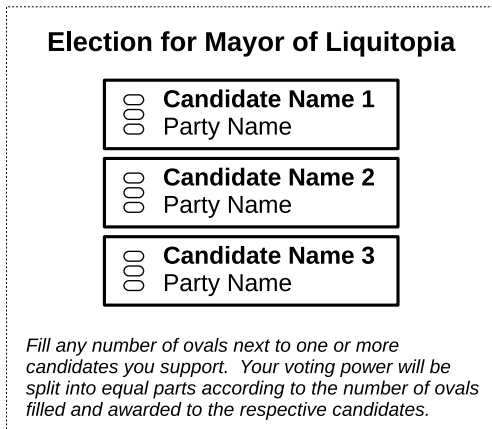 Election for Mayor of Liquitopia
Candidate Name 1
Party Name
Candidate Name 2
Party Name
Candidate Name 3
Party Name
Fill any number of ovals next to one or more
candidates you support.  Your voting power will be
split into equal parts according to the number of ovals
filled and awarded to the respective candidates.